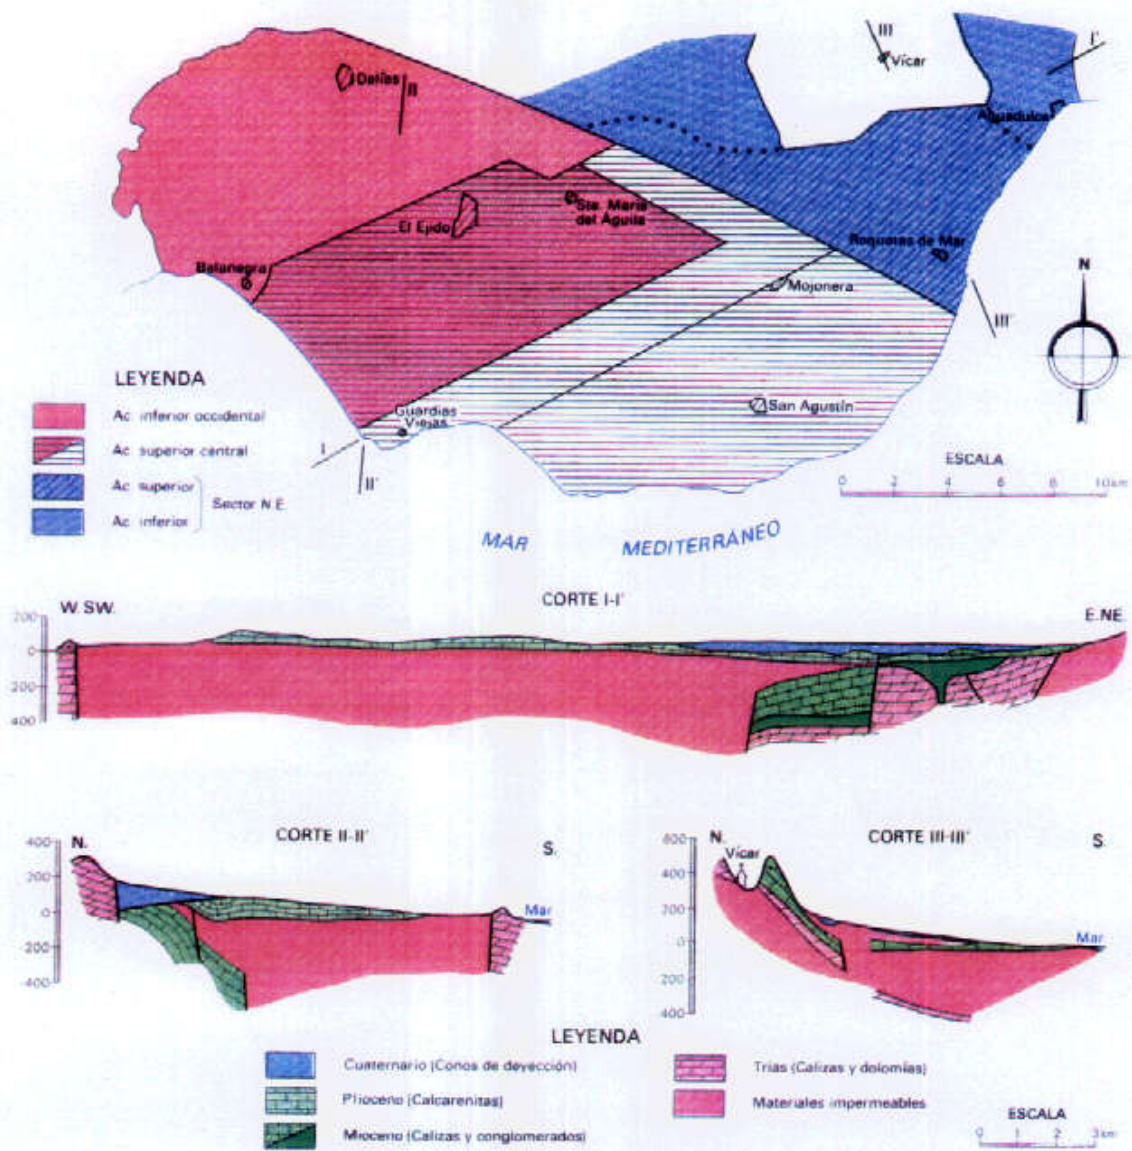 III
Vícar
I'
Dalías
II
Aguadulce
Sta. María
del Águila
El Ejido
Roquetas de Mar
Balanegra
Mojonera
III'
N
LEYENDA
Ac. inferior occidental
Ac. superior central
Ac. superior
Ac. inferior
Sector N.E.
Guardias
Viejas
San Agustín
I
II'
ESCALA
0 2 4 6 8 10 km
MAR MEDITERRÁNEO
CORTE I-I'
W.SW.
E.NE.
200
0
200
400
CORTE II-II'
N.
S.
400
200
0
-200
-400
Mar
CORTE III-III'
N.
S.
Vícar
600
400
200
0
200
400
Mar
LEYENDA
Cuaternario (Conos de deyección)
Plioceno (Calcarenitas)
Mioceno (Calizas y conglomerados)
Trías (Calizas y dolomías)
Materiales impermeables
ESCALA
0 1 2 3 km